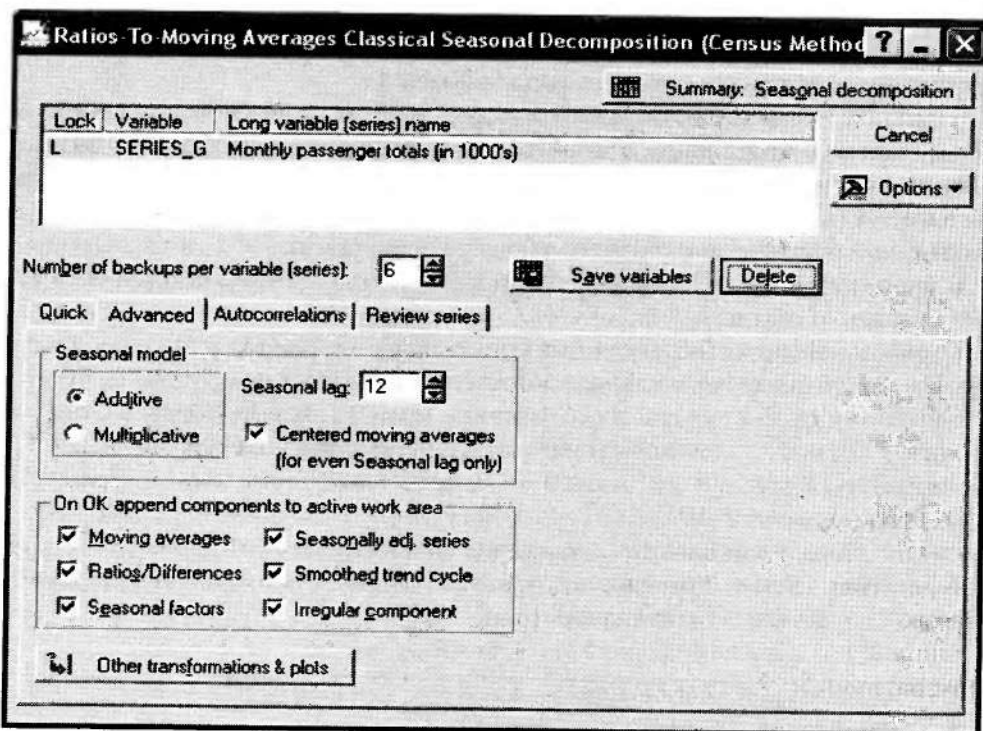 Ratios-To-Moving Averages Classical Seasonal Decomposition (Census Method
Summary: Seasonal decomposition
Lock Variable Long variable (series) name
L SERIES_G Monthly passenger totals (in 1000's)
Cancel
Options
Number of backups per variable (series): 6
Save variables
Delete
Quick Advanced Autocorrelations Review series
Seasonal model
Additive
Multiplicative
Seasonal lag: 12
Centered moving averages
(for even Seasonal lag only)
On OK append components to active work area
Moving averages
Seasonally adj. series
Ratios/Differences
Smoothed trend cycle
Seasonal factors
Irregular component
Other transformations & plots